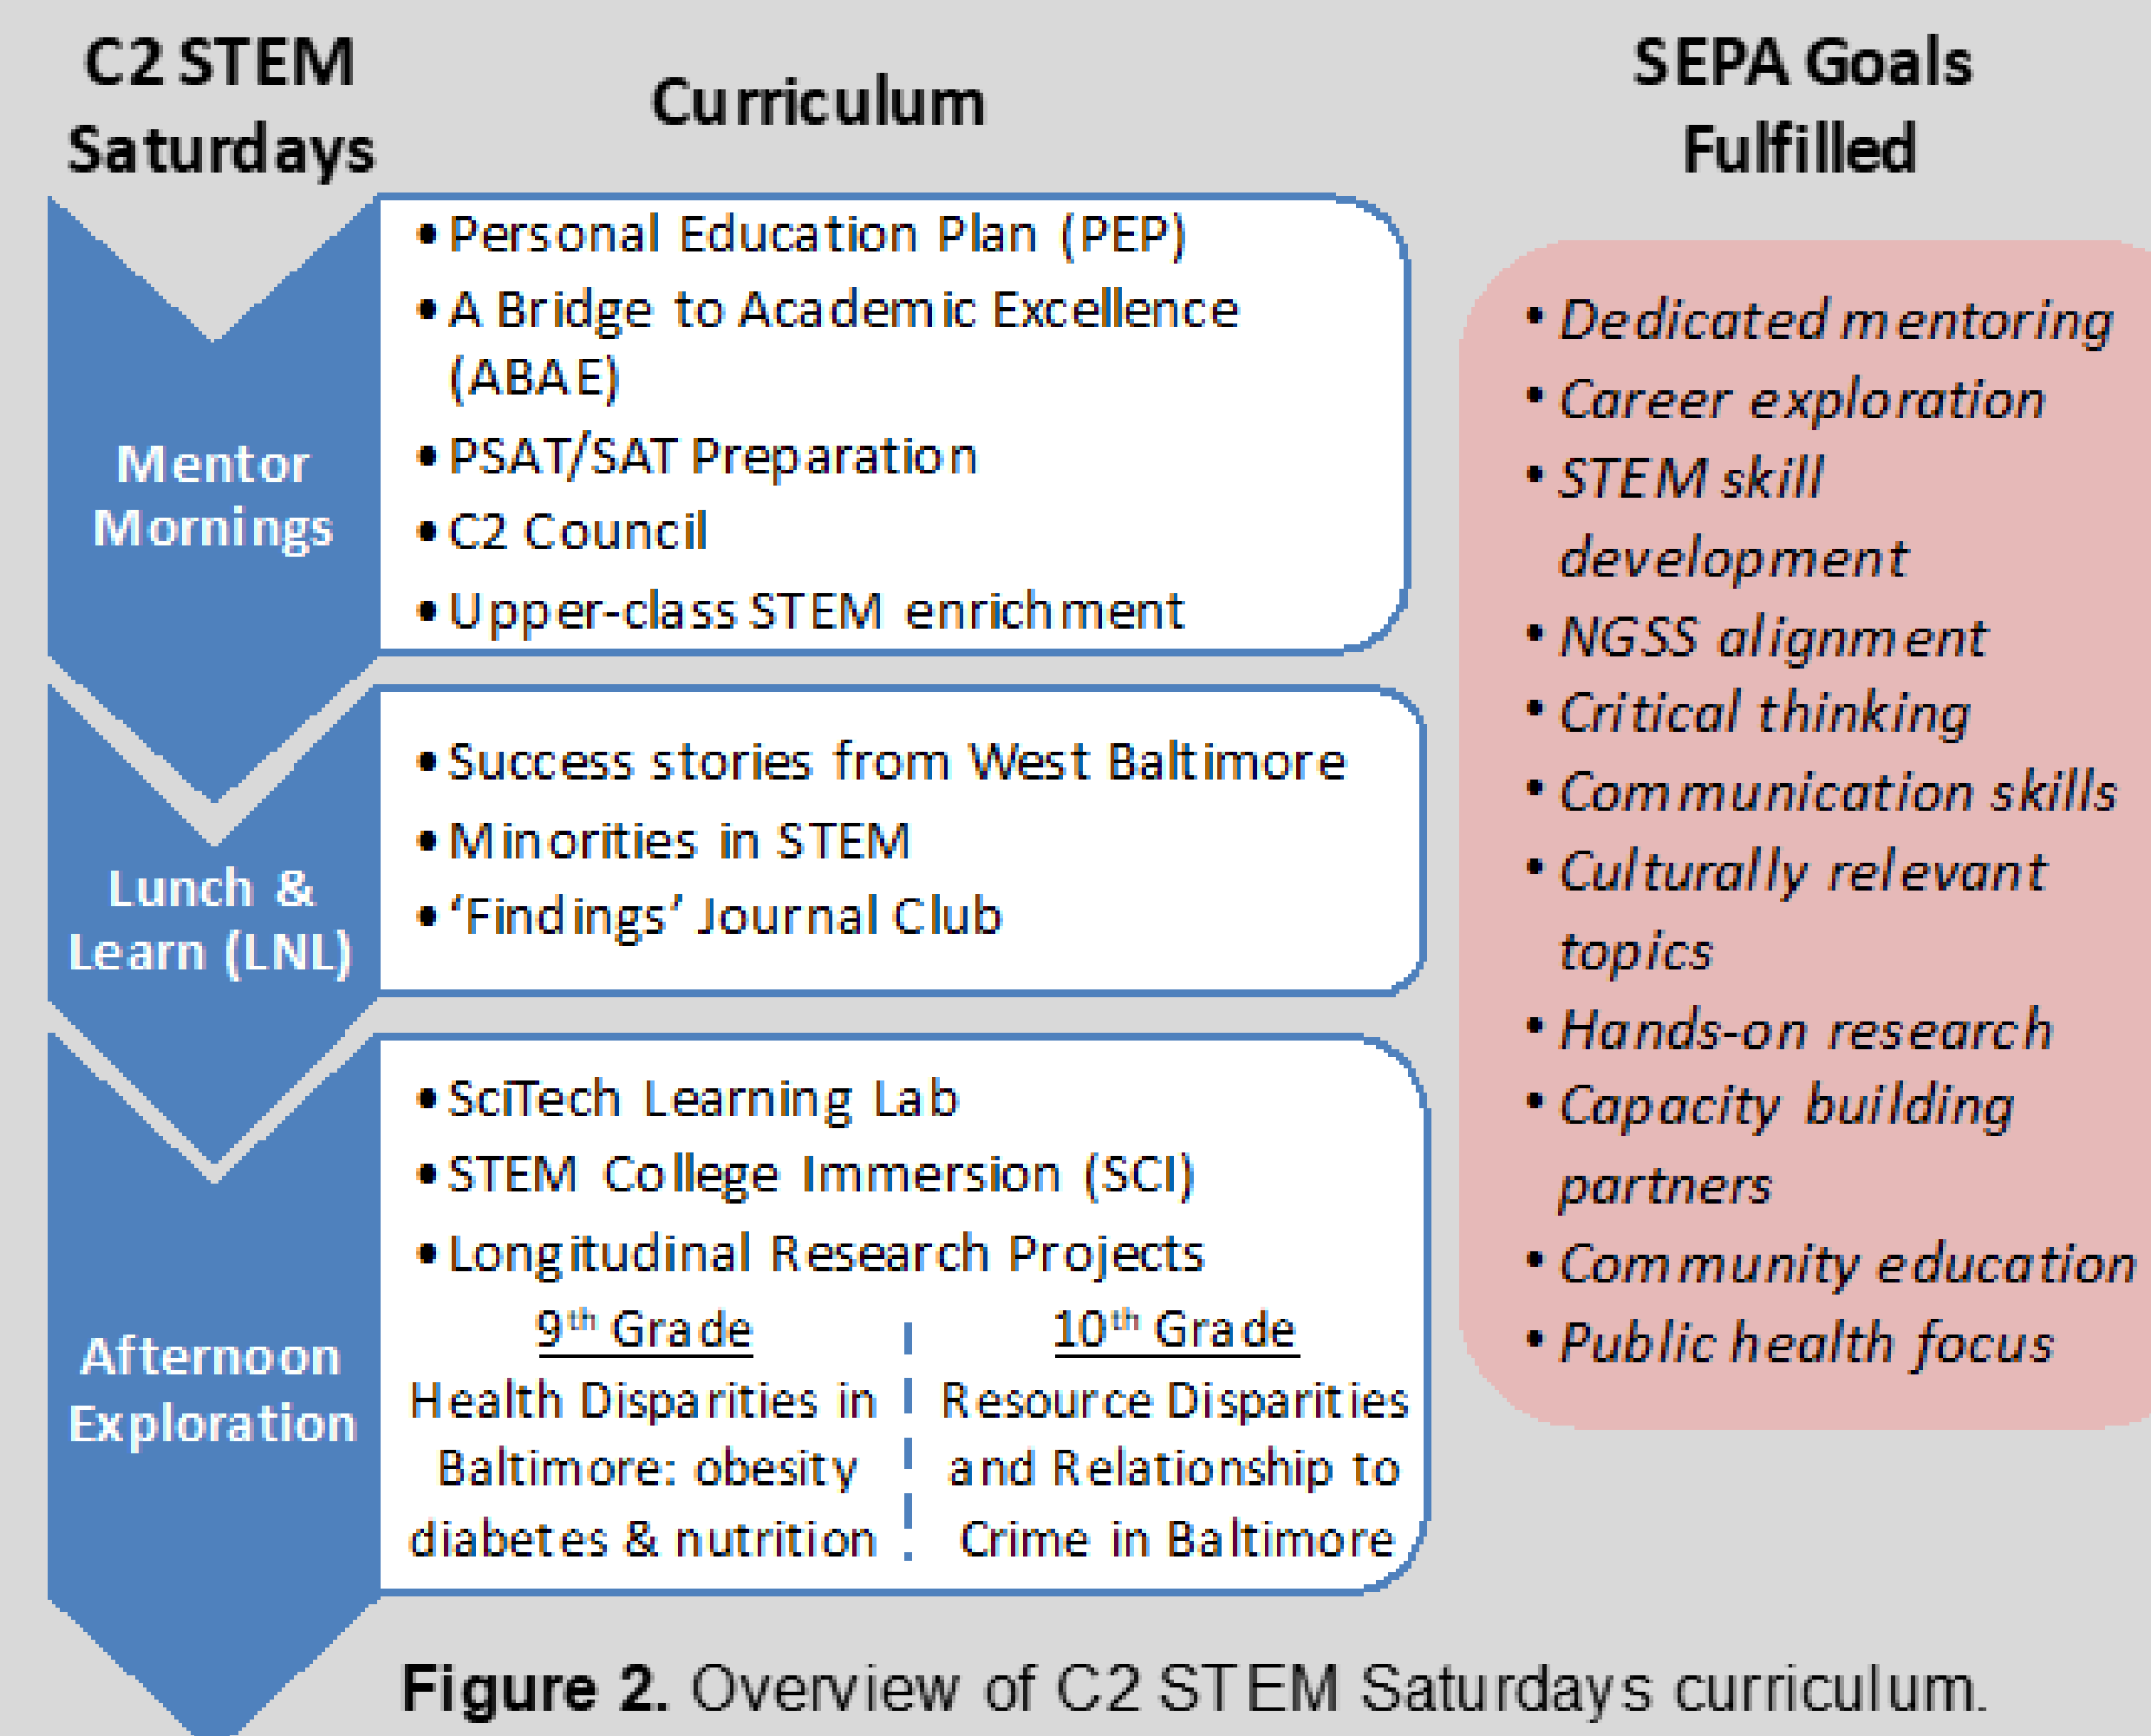 C2 STEM
Saturdays
Curriculum
SEPA Goals
Fulfilled
Mentor
Mornings
• Personal Education Plan (PEP)
• A Bridge to Academic Excellence
(ABAE)
• PSAT/SAT Preparation
• C2 Council
• Upper-class STEM enrichment
Lunch &
Learn (LNL)
• Success stories from West Baltimore
• Minorities in STEM
• ‘Findings’ Journal Club
Afternoon
Exploration
• SciTech Learning Lab
• STEM College Immersion (SCI)
• Longitudinal Research Projects
9th Grade
Health Disparities in
Baltimore: obesity
diabetes & nutrition
10th Grade
Resource Disparities
and Relationship to
Crime in Baltimore
• Dedicated mentoring
• Career exploration
• STEM skill
development
• NGSS alignment
• Critical thinking
• Communication skills
• Culturally relevant
topics
• Hands-on research
• Capacity building
partners
• Community education
• Public health focus
Figure 2. Overview of C2 STEM Saturdays curriculum.